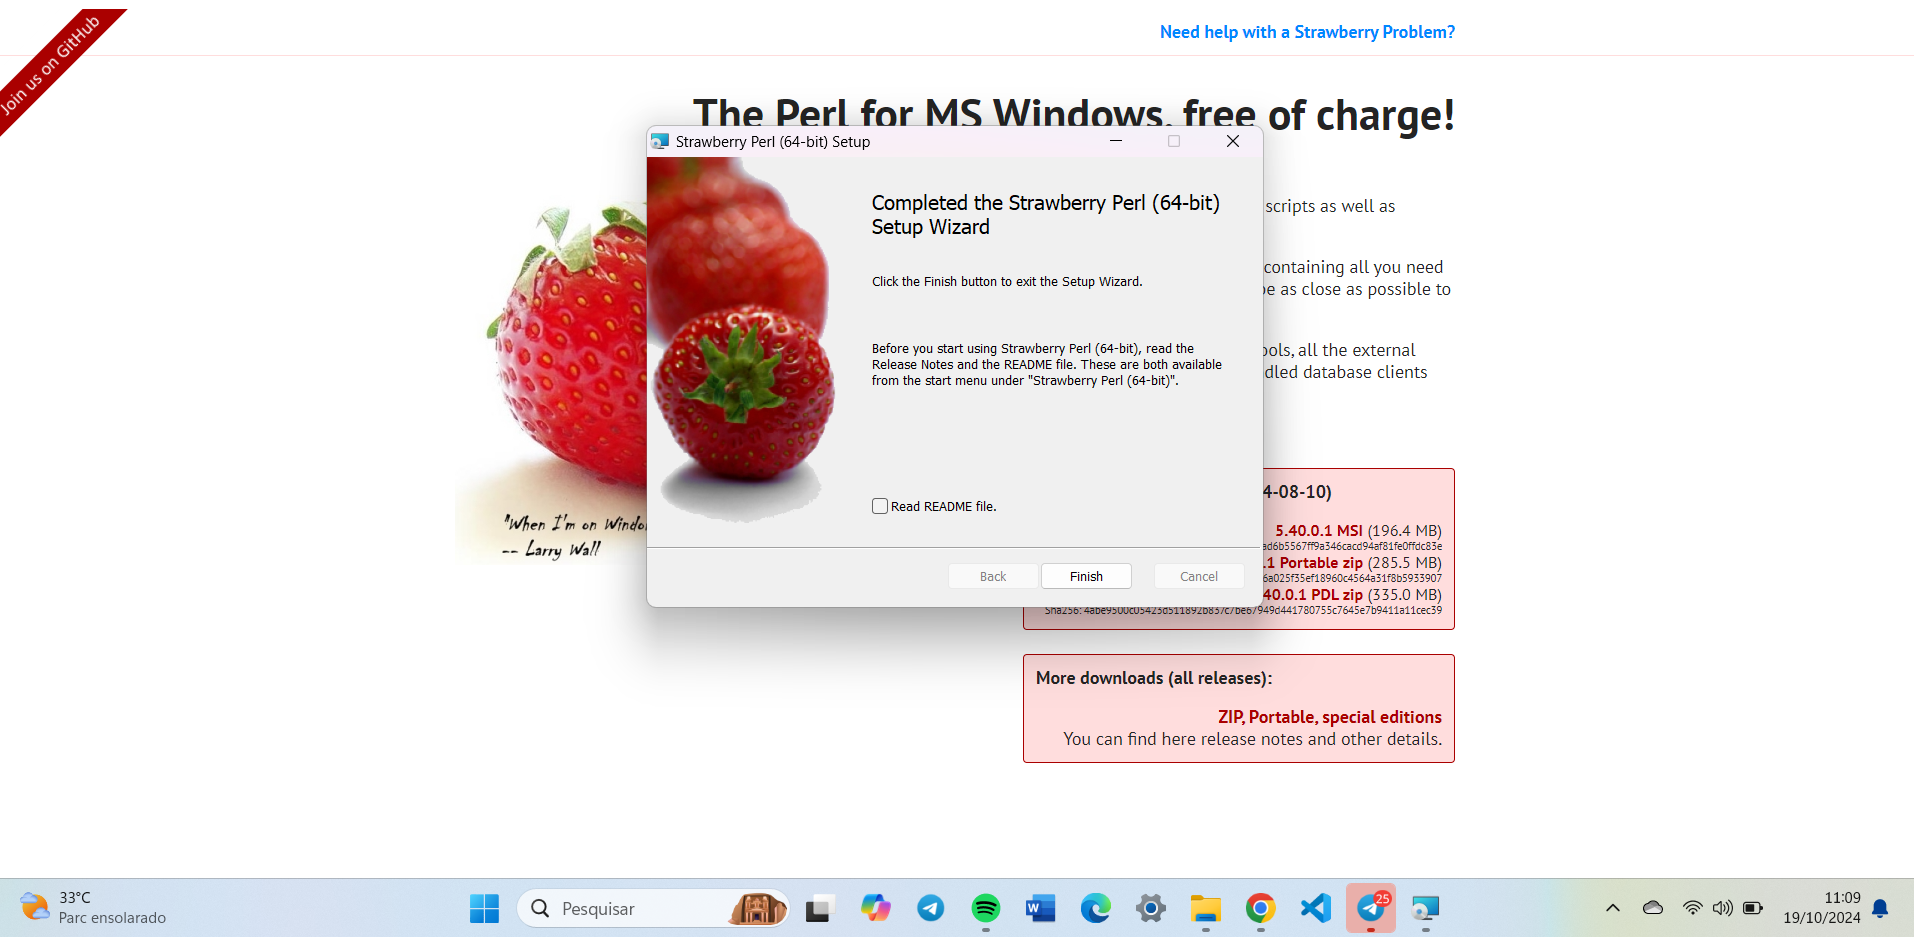 Join us on GitHub
Need help with a Strawberry Problem?
The Perl for MS Windows, free of charge!
Strawberry Perl (64-bit) Setup
Completed the Strawberry Perl (64-bit)
Setup Wizard
Click the Finish button to exit the Setup Wizard.
Before you start using Strawberry Perl (64-bit), read the
Release Notes and the README file. These are both available
from the start menu under "Strawberry Perl (64-bit)".
Read README file.
Back
Finish
Cancel
scripts as well as
containing all you need
be as close as possible to
ools, all the external
dled database clients
"When I'm on Windo
-- Larry Wall
4-08-10)
5.40.0.1 MSI (196.4 MB)
ad6b5567ff9a346cacd94af81fe0ffdc83e
.1 Portable zip (285.5 MB)
6a025f35ef18960c4564a31f8b5933907
40.0.1 PDL zip (335.0 MB)
Sha256: 4abe9500c05423d511892b837c7be67949d441780755c7645e7b9411a11cec39
More downloads (all releases):
ZIP, Portable, special editions
You can find here release notes and other details.
33°C
Parc ensolarado
Pesquisar
W
25
11:09
19/10/2024